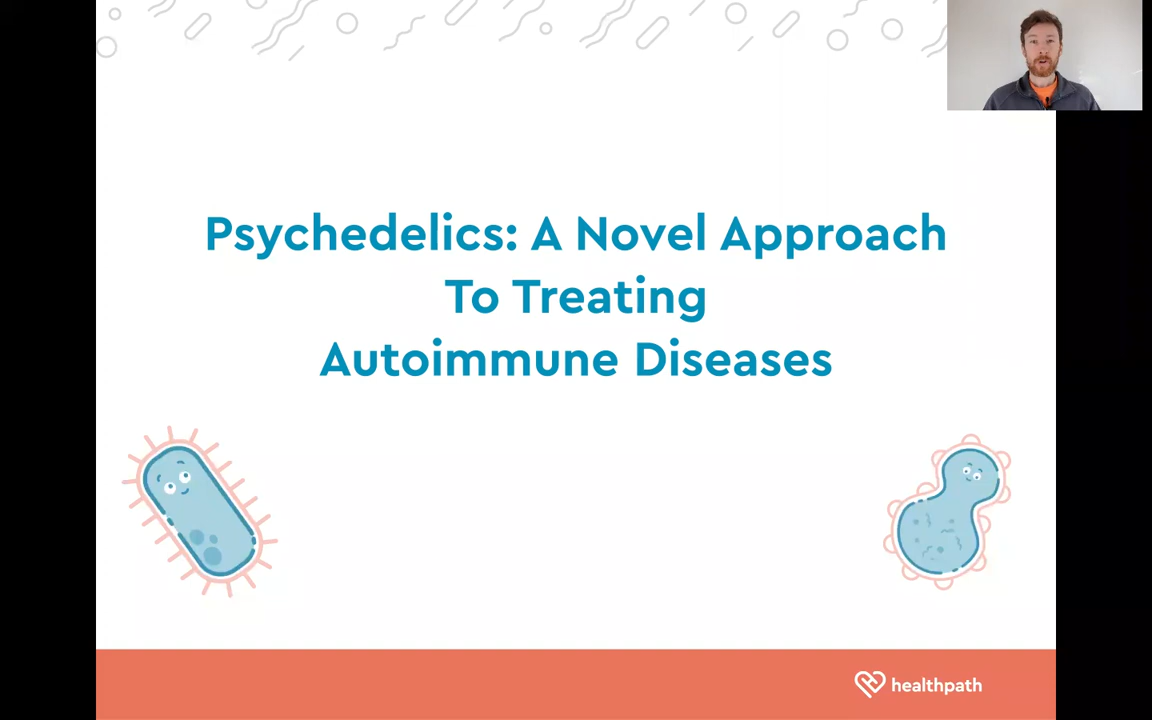 Psychedelics: A Novel Approach
To Treating
Autoimmune Diseases
healthpath